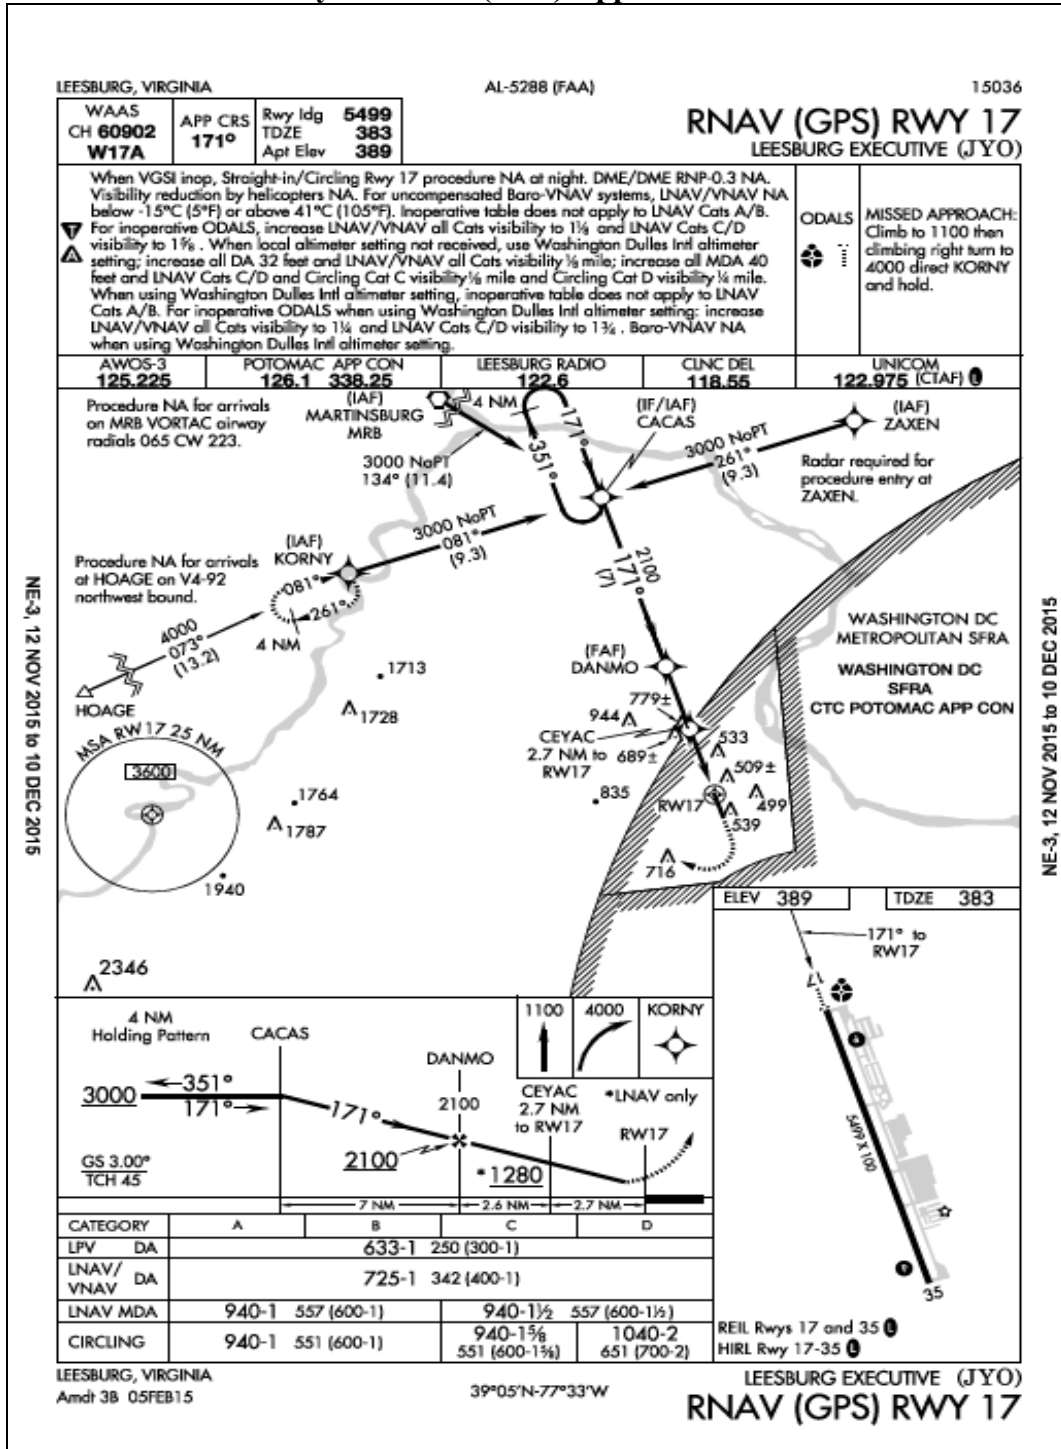 LEESBURG, VIRGINIA
AL-5288 (FAA)
15036
WAAS
CH 60902
W17A
APP CRS
171°
Rwy ldg 5499
TDZE 383
Apt Elev 389
RNAV (GPS) RWY 17
LEESBURG EXECUTIVE (JYO)
When VGSI inop, Straight-in/Circling Rwy 17 procedure NA at night. DME/DME RNP-0.3 NA.
Visibility reduction by helicopters NA. For uncompensated Baro-VNAV systems, LNAV/VNAV NA
below -15°C (5°F) or above 41°C (105°F). Inoperative table does not apply to LNAV Cats A/B.
For inoperative ODALS, increase LNAV/VNAV all Cats visibility to 1⅛ and LNAV Cats C/D
visibility to 1⅝ . When local altimeter setting not received, use Washington Dulles Intl altimeter
setting; increase all DA 32 feet and LNAV/VNAV all Cats visibility ⅛ mile; increase all MDA 40
feet and LNAV Cats C/D and Circling Cat C visibility ⅛ mile and Circling Cat D visibility ¼ mile.
When using Washington Dulles Intl altimeter setting, inoperative table does not apply to LNAV
Cats A/B. For inoperative ODALS when using Washington Dulles Intl altimeter setting: increase
LNAV/VNAV all Cats visibility to 1¼ and LNAV Cats C/D visibility to 1¾ . Baro-VNAV NA
when using Washington Dulles Intl altimeter setting.
T
A
ODALS
MISSED APPROACH:
Climb to 1100 then
climbing right turn to
4000 direct KORNY
and hold.
AWOS-3
125.225
POTOMAC APP CON
126.1 338.25
LEESBURG RADIO
122.6
CLNC DEL
118.55
UNICOM
122.975 (CTAF) L
Procedure NA for arrivals
on MRB VORTAC airway
radials 065 CW 223.
(IAF)
MARTINSBURG
MRB
3000 NoPT
134° (11.4)
4 NM
171°
351°
(IF/IAF)
CACAS
(IAF)
ZAXEN
3000 NoPT
261°
(9.3)
Radar required for
procedure entry at
ZAXEN.
3000 NoPT
081°
(9.3)
(IAF)
KORNY
081°
261°
4 NM
Procedure NA for arrivals
at HOAGE on V4-92
northwest bound.
4000
073°
(13.2)
HOAGE
2100
171°
(7)
(FAF)
DANMO
WASHINGTON DC
METROPOLITAN SFRA
WASHINGTON DC
SFRA
CTC POTOMAC APP CON
1713
1728
779±
944
CEYAC
2.7 NM to
RW17
689±
533
509±
499
RW17
539
835
716
MSA RW17 25 NM
3600
1764
1787
1940
2346
ELEV 389
TDZE 383
171° to
RW17
17
5499 X 100
35
REIL Rwys 17 and 35 L
HIRL Rwy 17-35 L
4 NM
Holding Pattern
CACAS
DANMO
1100
4000
KORNY
3000
351°
171°
171°
2100
2100
CEYAC
2.7 NM
to RW17
*LNAV only
RW17
*1280
GS 3.00°
TCH 45
7 NM
2.6 NM
2.7 NM
CATEGORY A B C D
LPV DA 633-1 250 (300-1)
LNAV/
VNAV DA 725-1 342 (400-1)
LNAV MDA 940-1 557 (600-1) 940-1½ 557 (600-1½)
CIRCLING 940-1 551 (600-1) 940-1⅝ 551 (600-1⅝) 1040-2 651 (700-2)
LEESBURG, VIRGINIA
Amdt 3B 05FEB15
39°05'N-77°33'W
LEESBURG EXECUTIVE (JYO)
RNAV (GPS) RWY 17
NE-3, 12 NOV 2015 to 10 DEC 2015
NE-3, 12 NOV 2015 to 10 DEC 2015